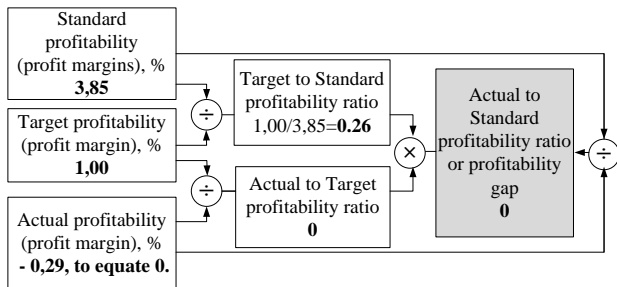 Standard
profitability
(profit margins), %
3,85
Target profitability
(profit margin), %
1,00
Actual profitability
(profit margin), %
- 0,29, to equate 0.
÷
÷
Target to Standard
profitability ratio
1,00/3,85=0.26
Actual to Target
profitability ratio
0
×
Actual to
Standard
profitability ratio
or profitability
gap
0
÷